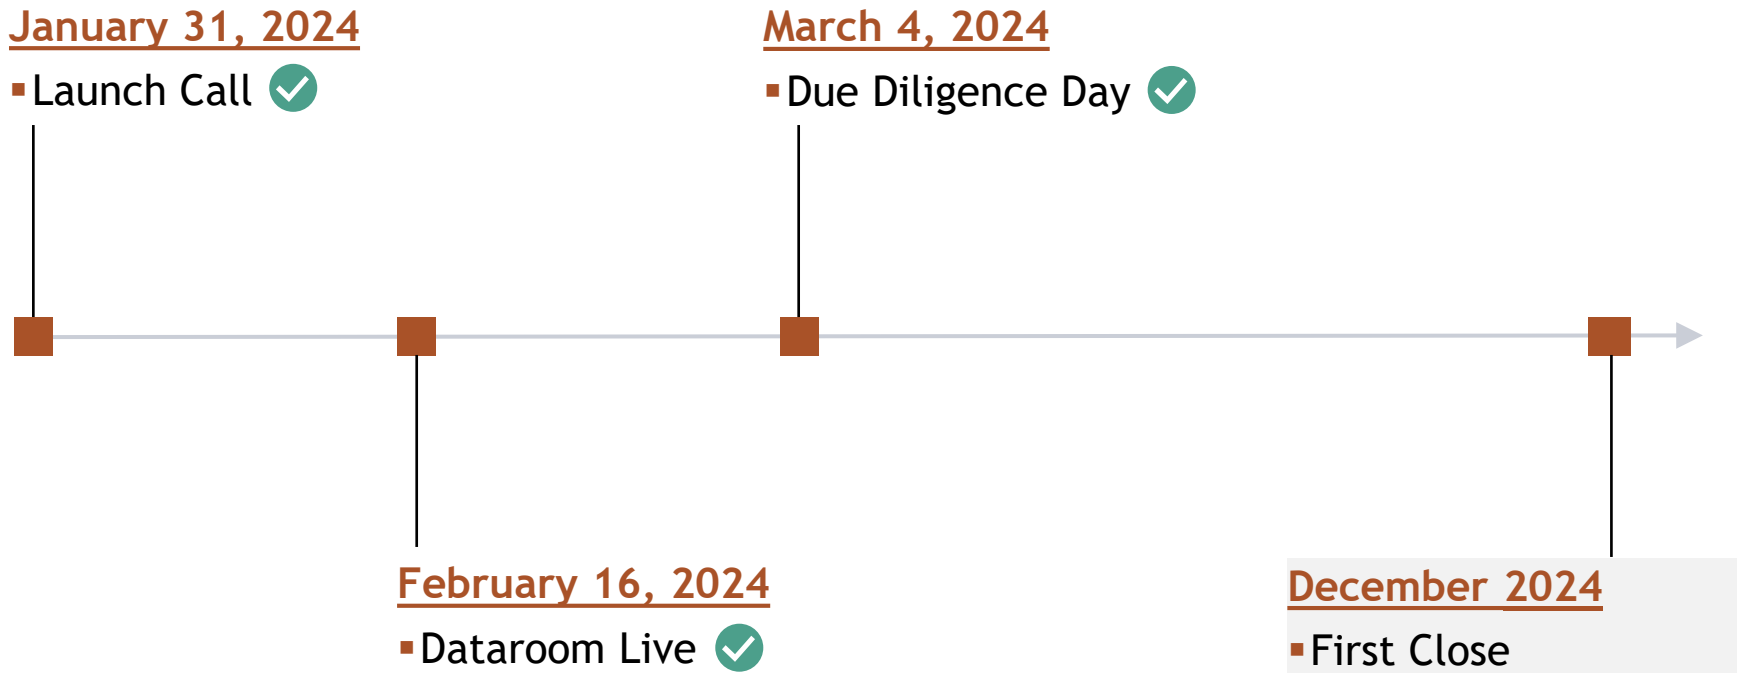 January 31, 2024
▪Launch Call
March 4, 2024
▪Due Diligence Day
February 16, 2024
▪Dataroom Live
December 2024
▪First Close